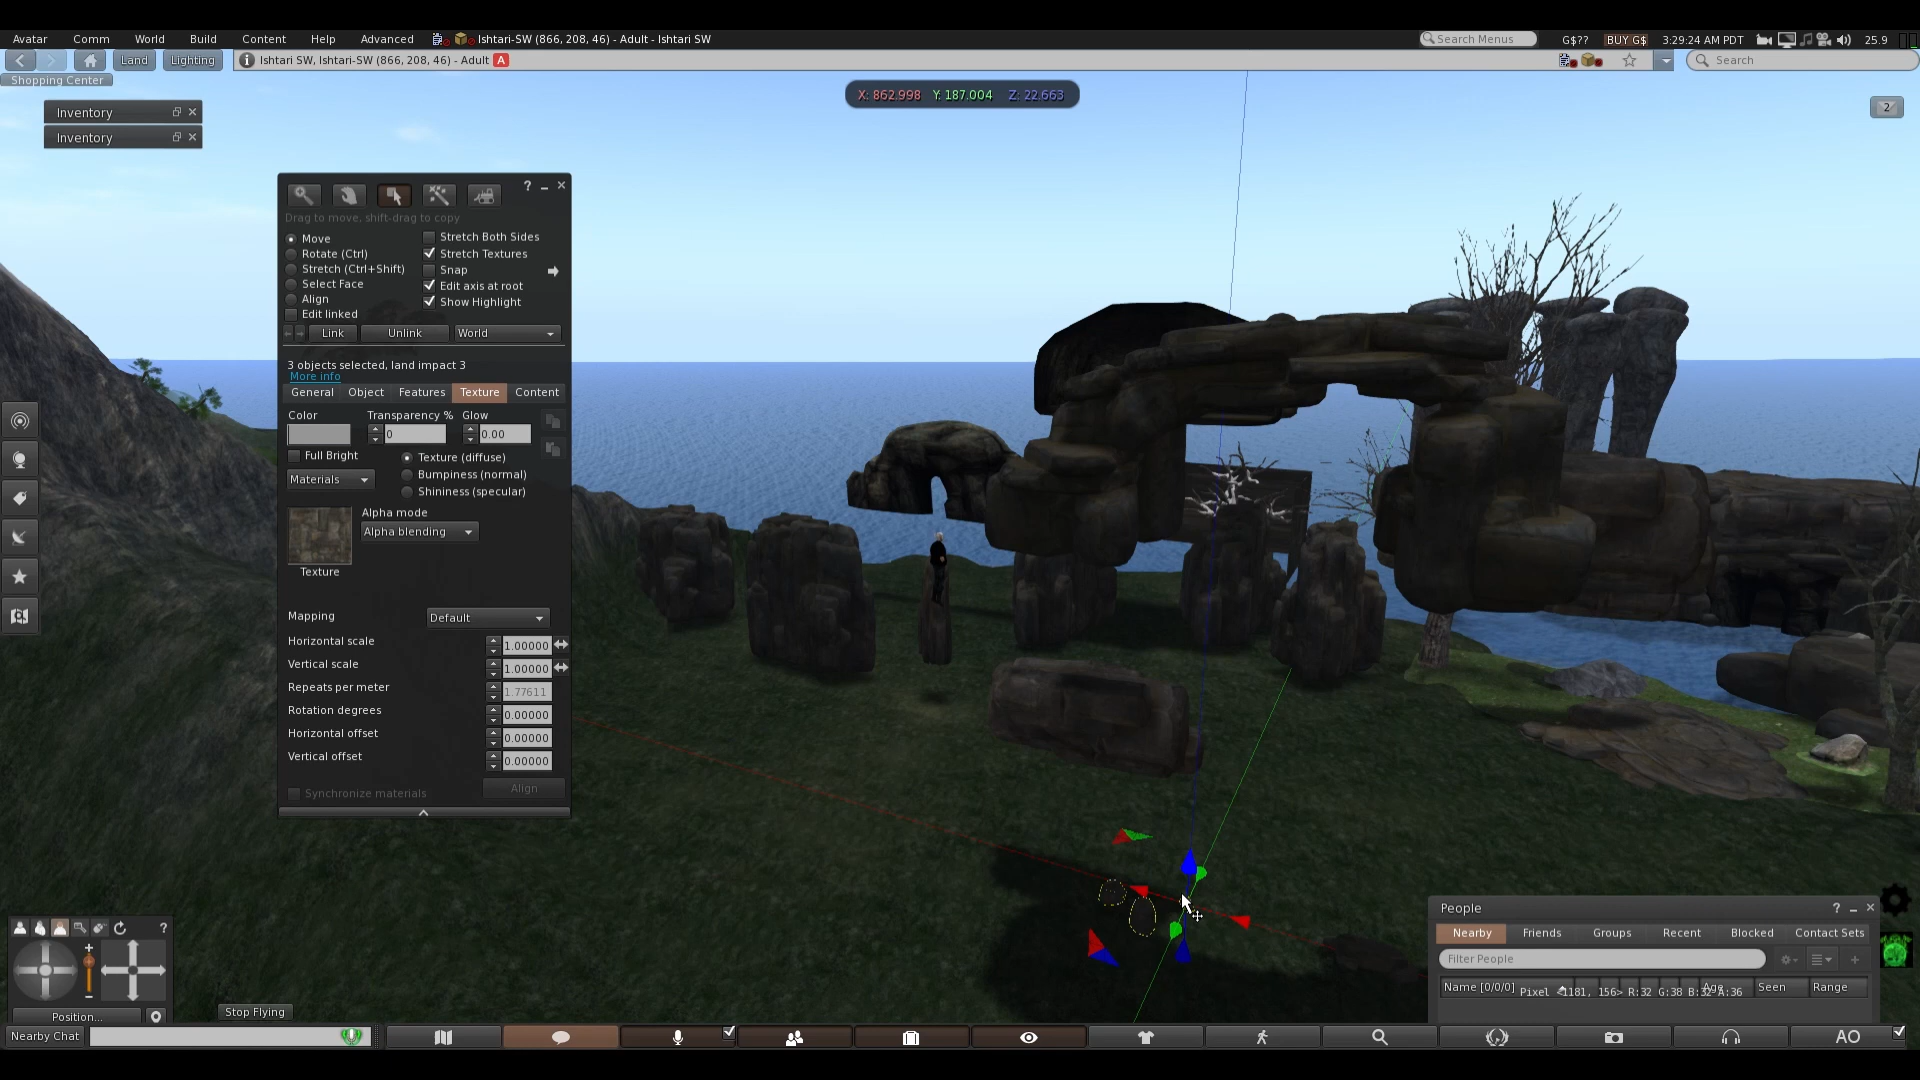 Avatar Comm World Build Content Help Advanced Ishtari-SW (866, 208, 46) - Adult - Ishtari SW Search Menus G$?? BUY G$ 3:29:24 AM PDT 25.9
Land Lighting Ishtari SW, Ishtari-SW (866, 208, 46) - Adult A Search
Shopping Center
X: 862.998 Y: 187.004 Z: 22.663
2
Inventory
Inventory
?
Drag to move, shift-drag to copy
Move Stretch Both Sides
Rotate (Ctrl) Stretch Textures
Stretch (Ctrl+Shift) Snap
Select Face Edit axis at root
Align Show Highlight
Edit linked
Link Unlink World
3 objects selected, land impact 3
More info
General Object Features Texture Content
Color Transparency % Glow
0 0.00
Full Bright Texture (diffuse)
Materials Bumpiness (normal)
Shininess (specular)
Alpha mode
Alpha blending
Texture
Mapping Default
Horizontal scale 1.00000
Vertical scale 1.00000
Repeats per meter 1.77611
Rotation degrees 0.00000
Horizontal offset 0.00000
Vertical offset 0.00000
Synchronize materials Align
People ?
Nearby Friends Groups Recent Blocked Contact Sets
Filter People
Name [0/0/0] Age Seen Range
Pixel <1181, 156> R:32 G:38 B:32 A:36
?
Position...
Stop Flying
Nearby Chat AO